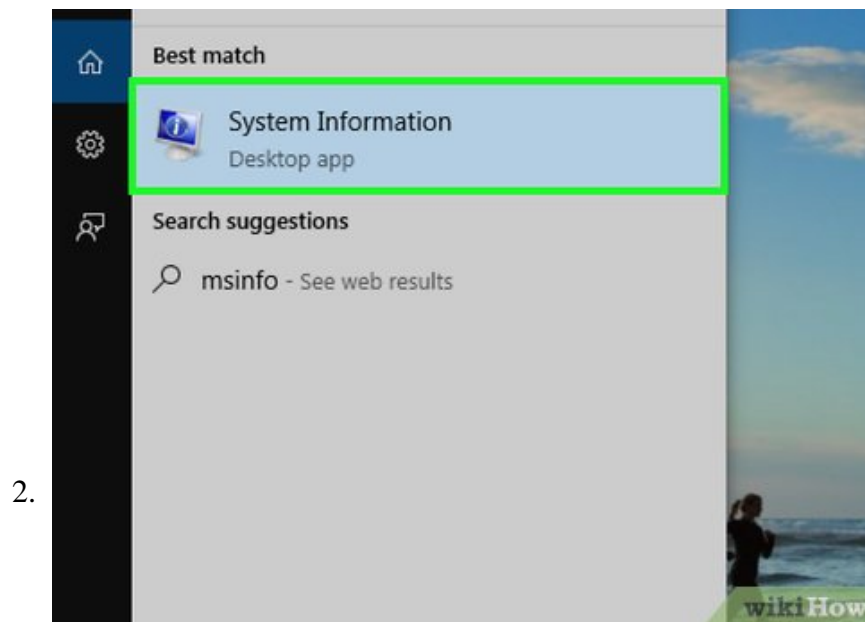 Best match
System Information
Desktop app
Search suggestions
msinfo - See web results
2.
wikiHow